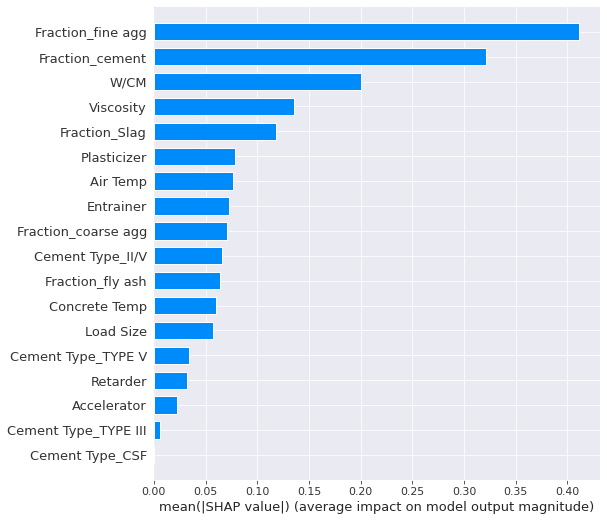 Fraction_fine agg
Fraction_cement
W/CM
Viscosity
Fraction_Slag
Plasticizer
Air Temp
Entrainer
Fraction_coarse agg
Cement Type_II/V
Fraction_fly ash
Concrete Temp
Load Size
Cement Type_TYPE V
Retarder
Accelerator
Cement Type_TYPE III
Cement Type_CSF
0.00 0.05 0.10 0.15 0.20 0.25 0.30 0.35 0.40
mean(|SHAP value|) (average impact on model output magnitude)